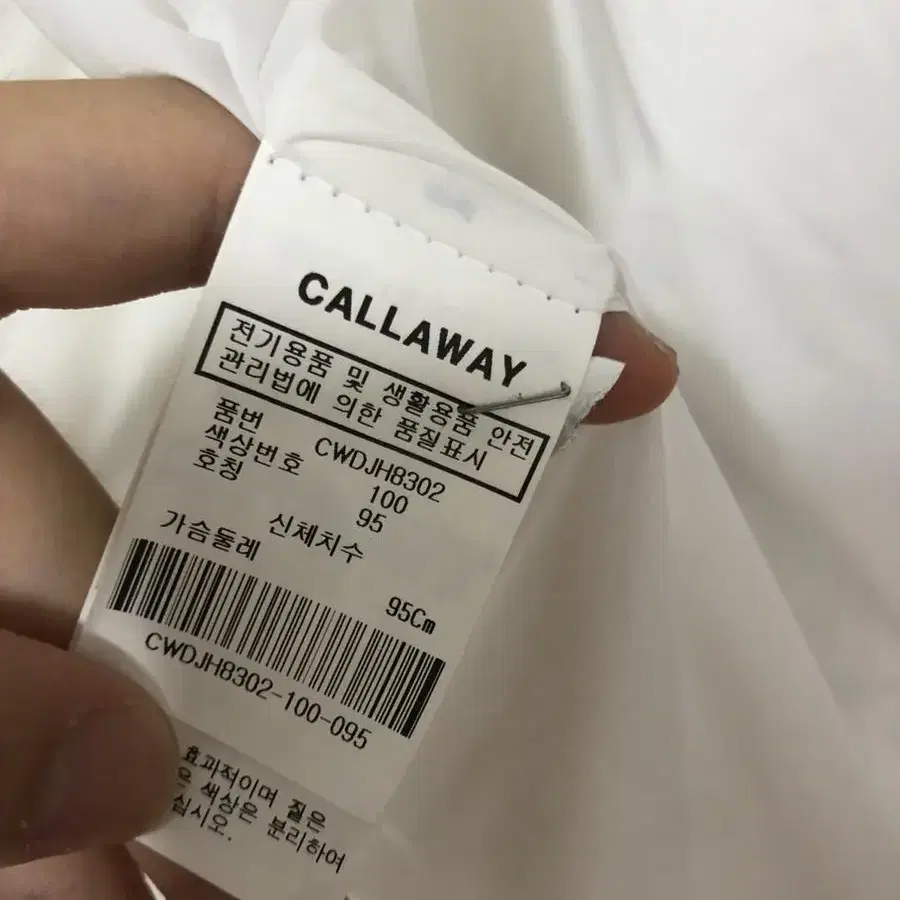 CALLAWAY
전기용품 및 생활용품 안전
관리법에 의한 품질표시
품번 CWDJH8302
색상번호 100
호칭 95
신체치수
가슴둘레 95Cm
CWDJH8302-100-095
효과적이며 짙은
색상은 분리하여
십시오.